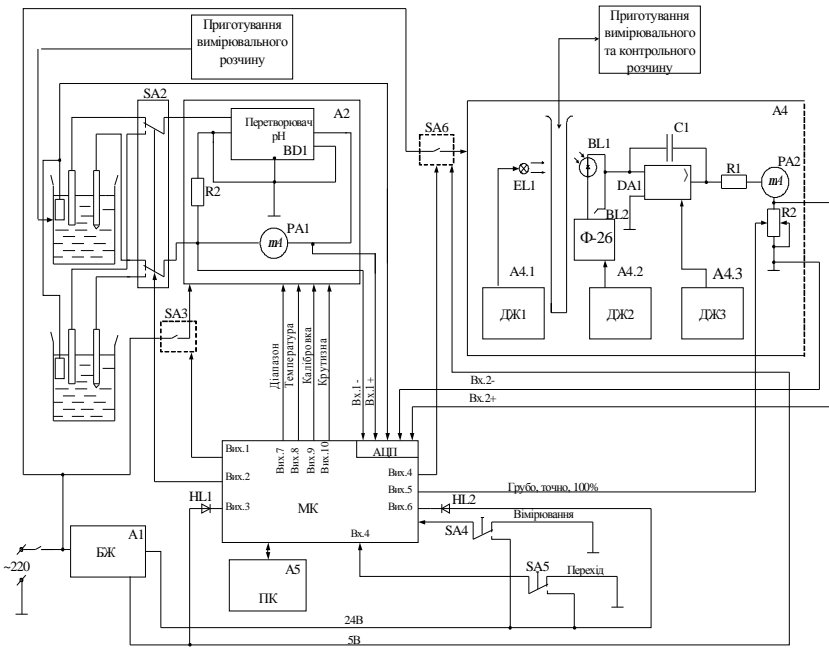 Приготування
вимірювального
розчину
Приготування
вимірювального
та контрольного
розчину
SA2
A2
Перетворювач
pH
BD1
R2
mA
PA1
SA3
SA6
A4
EL1
BL1
BL2
Ф-26
C1
DA1
R1
PA2
mA
R2
A4.1
A4.2
A4.3
ДЖ1
ДЖ2
ДЖ3
Діапазон
Температура
Калібровка
Крутизна
Вх.1-
Вх.1+
Вх.2-
Вх.2+
Вих.1
Вих.2
Вих.3
Вих.7
Вих.8
Вих.9
Вих.10
АЦП
Вих.4
Вих.5
Вих.6
МК
Вх.4
HL1
HL2
Грубо, точно, 100%
SA4
Вімірювання
SA5
Перехід
~220
A1
БЖ
A5
ПК
24В
5В